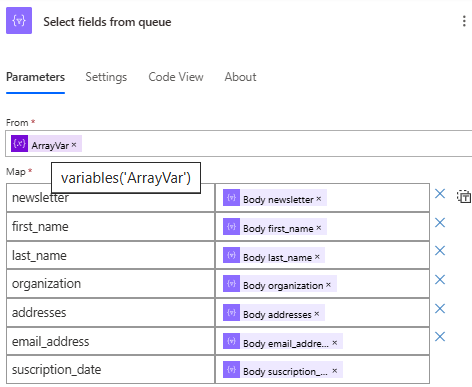 Select fields from queue
Parameters Settings Code View About
From *
ArrayVar ×
Map *
variables('ArrayVar')
newsletter Body newsletter ×
first_name Body first_name ×
last_name Body last_name ×
organization Body organization ×
addresses Body addresses ×
email_address Body email_addre... ×
suscription_date Body suscription_... ×